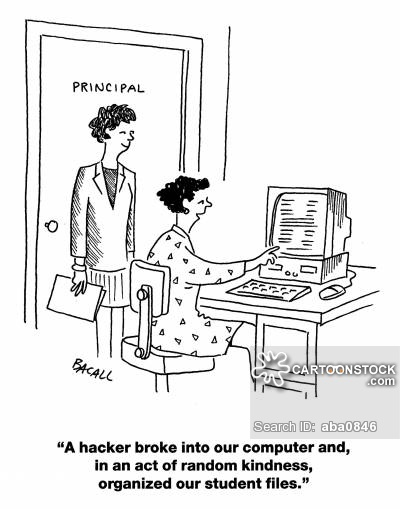 PRINCIPAL
BACALL
CARTOONSTOCK
.com
Search ID: aba0846
“A hacker broke into our computer and,
in an act of random kindness,
organized our student files.”